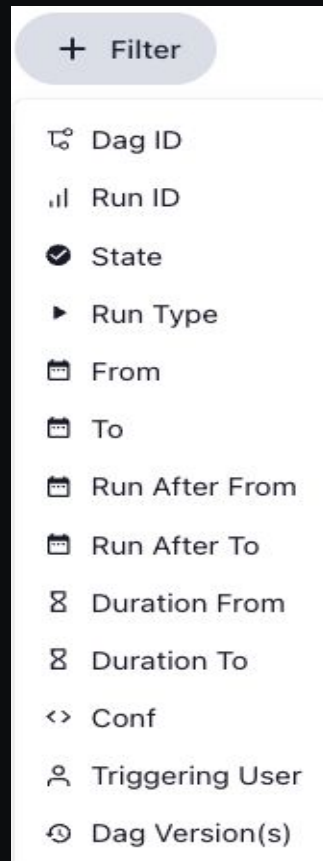 + Filter
Dag ID
Run ID
State
Run Type
From
To
Run After From
Run After To
Duration From
Duration To
Conf
Triggering User
Dag Version(s)